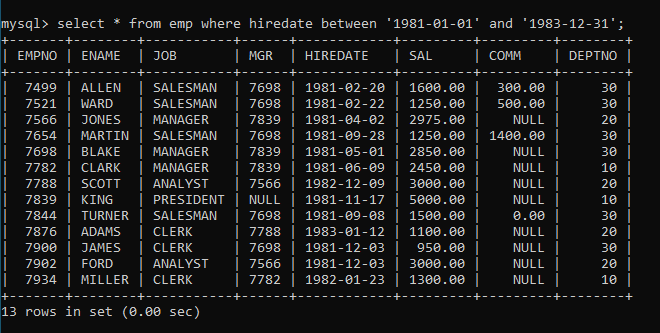 mysql> select * from emp where hiredate between '1981-01-01' and '1983-12-31';
+-------+--------+-----------+------+------------+---------+---------+--------+
| EMPNO | ENAME  | JOB       | MGR  | HIREDATE   | SAL     | COMM    | DEPTNO |
+-------+--------+-----------+------+------------+---------+---------+--------+
|  7499 | ALLEN  | SALESMAN  | 7698 | 1981-02-20 | 1600.00 |  300.00 |     30 |
|  7521 | WARD   | SALESMAN  | 7698 | 1981-02-22 | 1250.00 |  500.00 |     30 |
|  7566 | JONES  | MANAGER   | 7839 | 1981-04-02 | 2975.00 |    NULL |     20 |
|  7654 | MARTIN | SALESMAN  | 7698 | 1981-09-28 | 1250.00 | 1400.00 |     30 |
|  7698 | BLAKE  | MANAGER   | 7839 | 1981-05-01 | 2850.00 |    NULL |     30 |
|  7782 | CLARK  | MANAGER   | 7839 | 1981-06-09 | 2450.00 |    NULL |     10 |
|  7788 | SCOTT  | ANALYST   | 7566 | 1982-12-09 | 3000.00 |    NULL |     20 |
|  7839 | KING   | PRESIDENT | NULL | 1981-11-17 | 5000.00 |    NULL |     10 |
|  7844 | TURNER | SALESMAN  | 7698 | 1981-09-08 | 1500.00 |    0.00 |     30 |
|  7876 | ADAMS  | CLERK     | 7788 | 1983-01-12 | 1100.00 |    NULL |     20 |
|  7900 | JAMES  | CLERK     | 7698 | 1981-12-03 |  950.00 |    NULL |     30 |
|  7902 | FORD   | ANALYST   | 7566 | 1981-12-03 | 3000.00 |    NULL |     20 |
|  7934 | MILLER | CLERK     | 7782 | 1982-01-23 | 1300.00 |    NULL |     10 |
+-------+--------+-----------+------+------------+---------+---------+--------+
13 rows in set (0.00 sec)